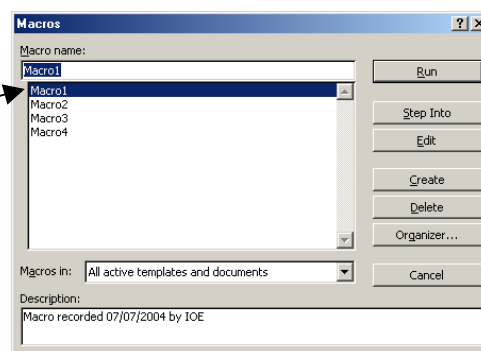 Macros
Macro name:
Macro1
Run
Macro1
Macro2
Macro3
Macro4
Step Into
Edit
Create
Delete
Organizer...
Macros in: All active templates and documents
Cancel
Description:
Macro recorded 07/07/2004 by IOE